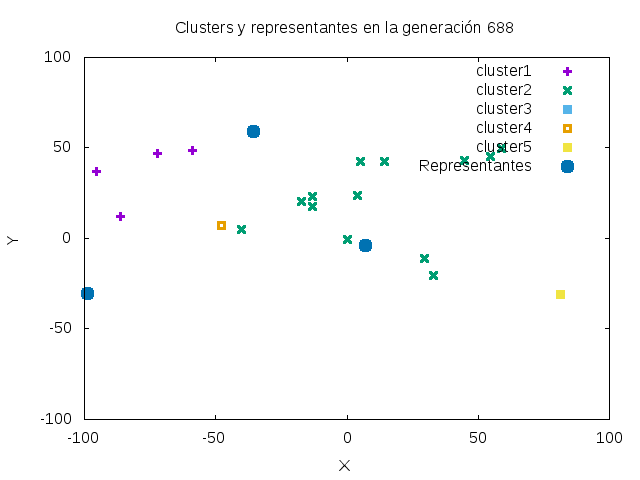 Clusters y representantes en la generación 688
100
50
0
-50
-100
-100
-50
0
50
100
Y
X
cluster1
cluster2
cluster3
cluster4
cluster5
Representantes